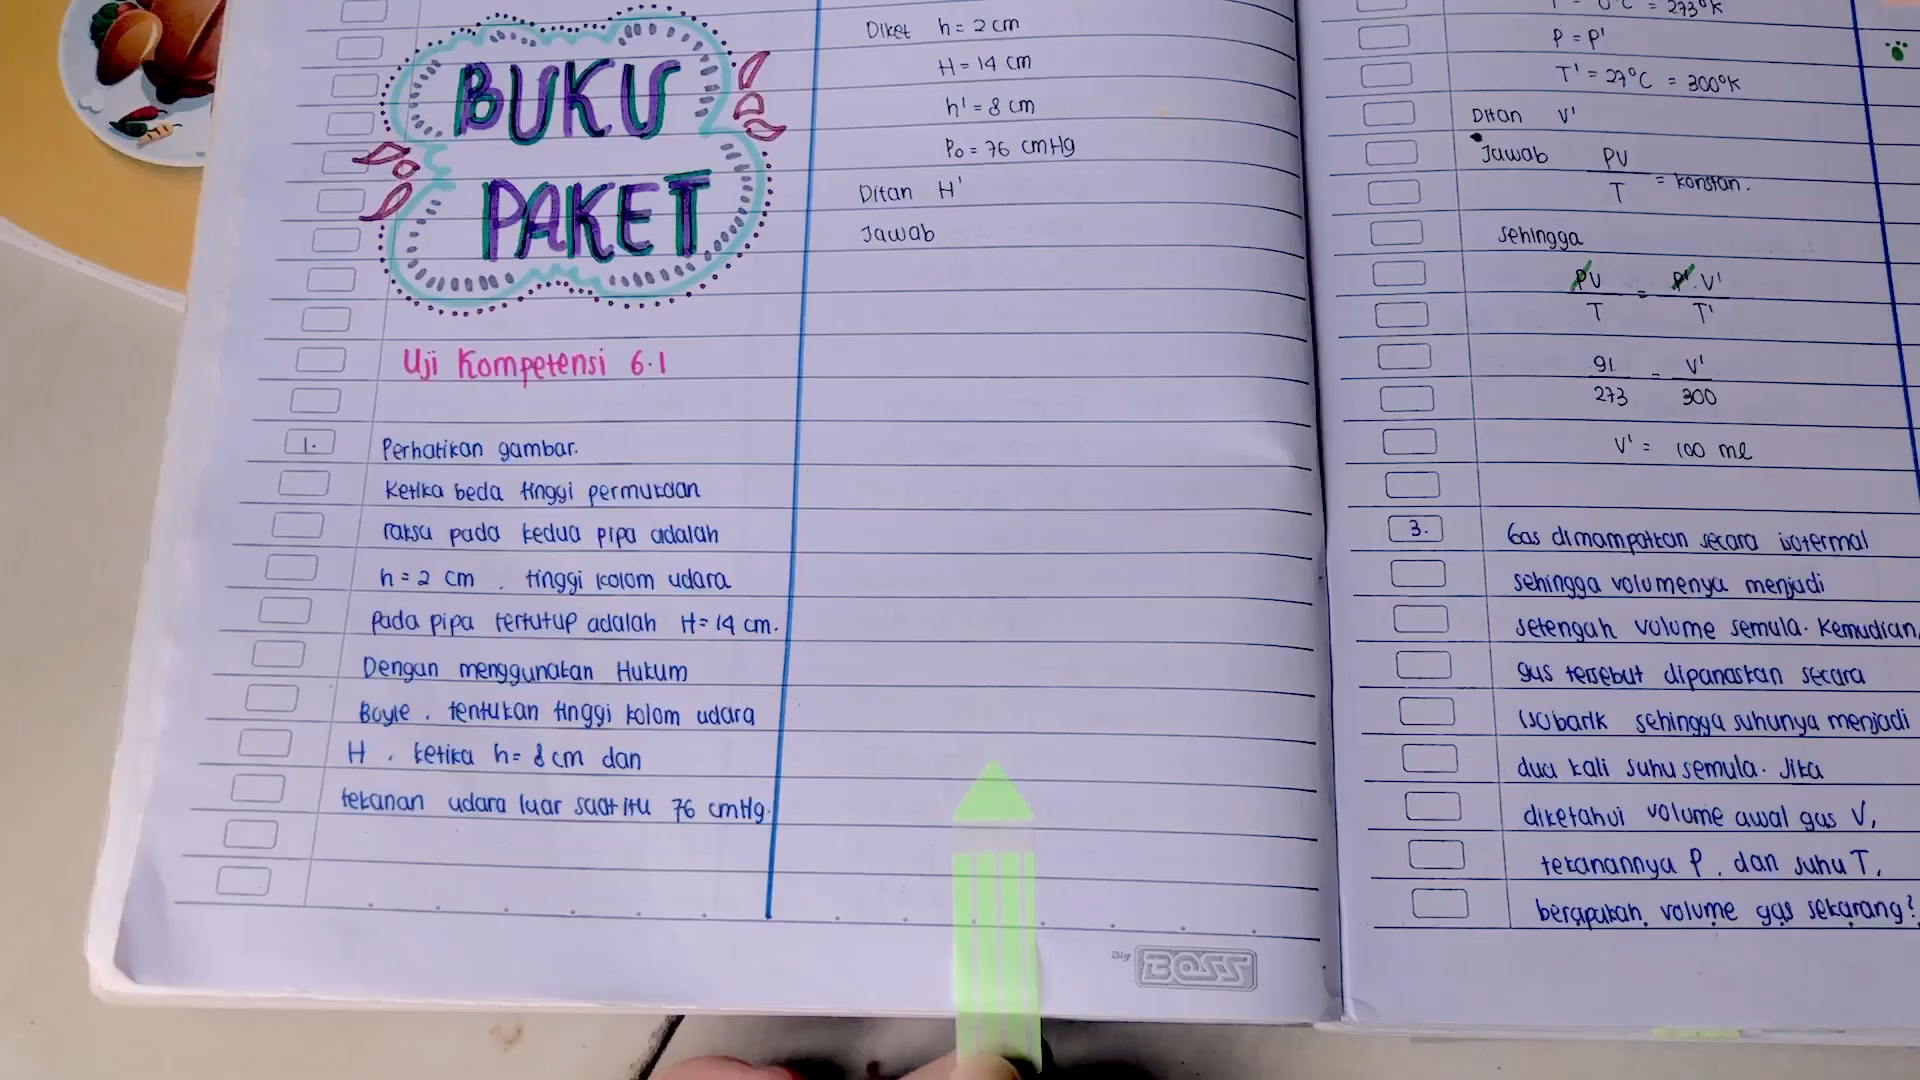 BUKU
PAKET
Uji Kompetensi 6.1
1. Perhatikan gambar.
Ketika beda tinggi permukaan
raksa pada kedua pipa adalah
h = 2 cm , tinggi kolom udara
pada pipa tertutup adalah H = 14 cm.
Dengan menggunakan Hukum
Boyle , tentukan tinggi kolom udara
H , ketika h = 8 cm dan
tekanan udara luar saat itu 76 cmHg.
Diket h = 2 cm
H = 14 cm
h' = 8 cm
Po = 76 cmHg
Ditan H'
Jawab
Big BOSS
T = 0°C = 273°K
P = P'
T' = 27°C = 300°K
Ditan V'
Jawab PV
T
= konstan.
sehingga
PV = P'.V'
T T'
91 = V'
273 300
V' = 100 ml
3. Gas dimampatkan secara isotermal
sehingga volumenya menjadi
setengah volume semula. Kemudian,
gas tersebut dipanaskan secara
isobarik sehingga suhunya menjadi
dua kali suhu semula. Jika
diketahui volume awal gas V,
tekanannya P, dan suhu T,
berapakah volume gas sekarang?